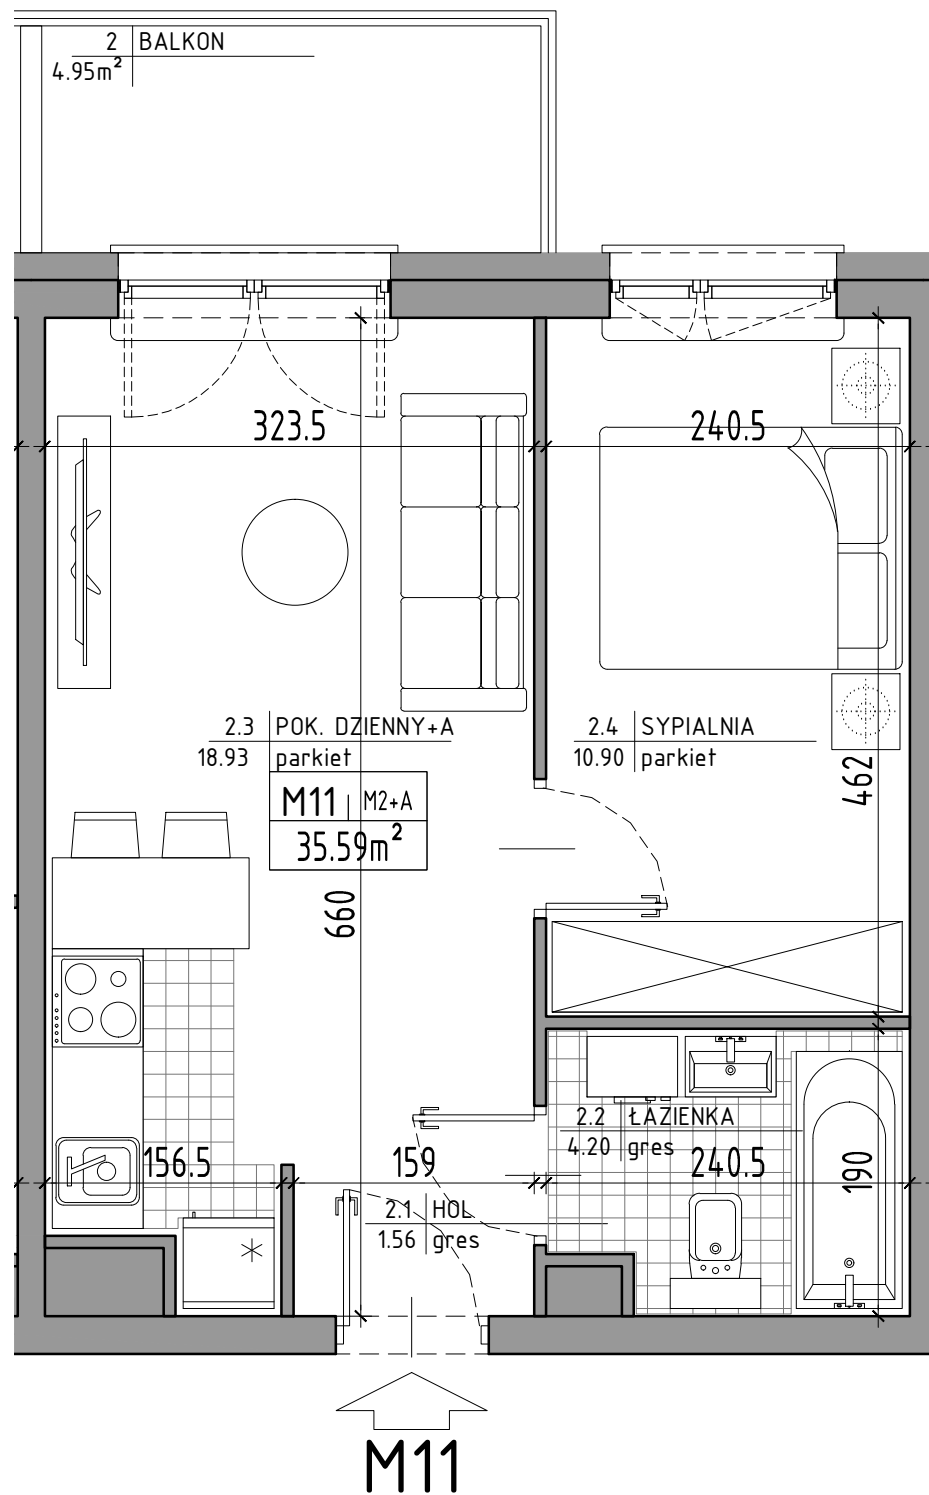 2 BALKON
4.95m²
323.5
240.5
2.3 POK. DZIENNY+A
18.93 parkiet
2.4 SYPIALNIA
10.90 parkiet
M11 M2+A
35.59m²
462
660
2.2 ŁAZIENKA
4.20 gres
156.5
159
240.5
190
2.1 HOL
1.56 gres
M11